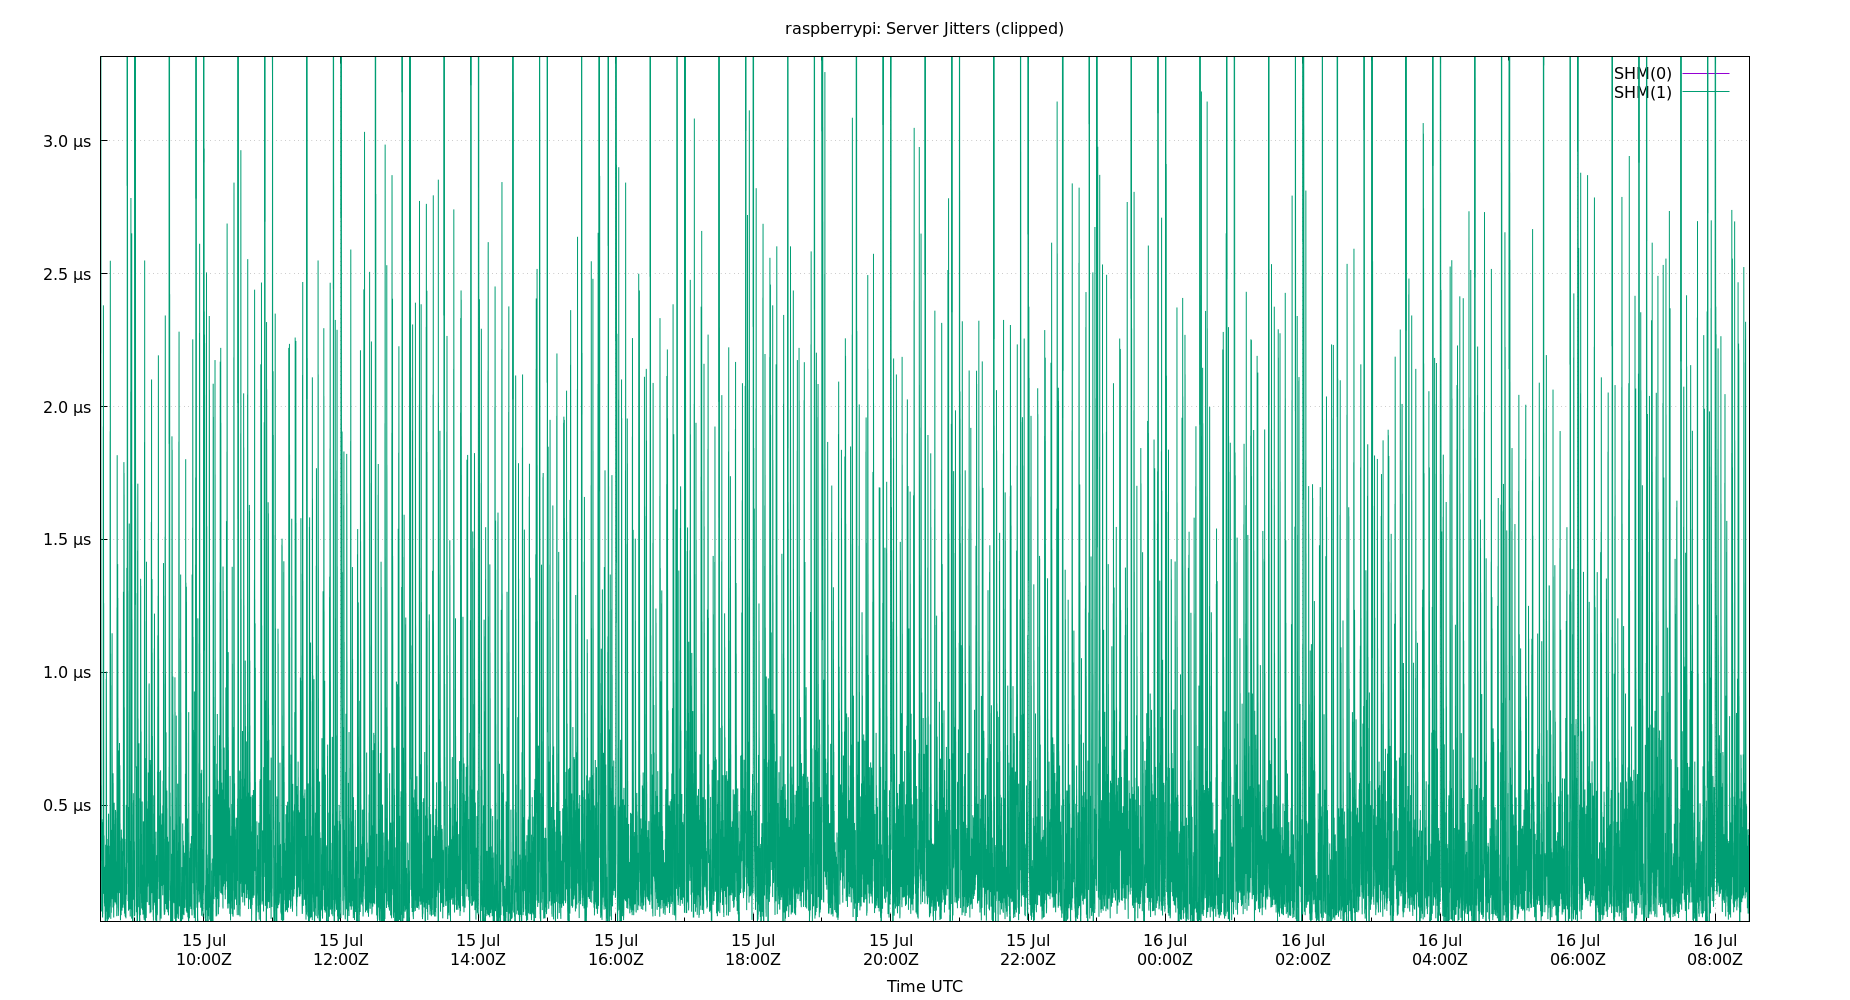 raspberrypi: Server Jitters (clipped)
SHM(0)
SHM(1)
3.0 µs
2.5 µs
2.0 µs
1.5 µs
1.0 µs
0.5 µs
15 Jul 15 Jul 15 Jul 15 Jul 15 Jul 15 Jul 15 Jul 16 Jul 16 Jul 16 Jul 16 Jul 16 Jul
10:00Z 12:00Z 14:00Z 16:00Z 18:00Z 20:00Z 22:00Z 00:00Z 02:00Z 04:00Z 06:00Z 08:00Z
Time UTC